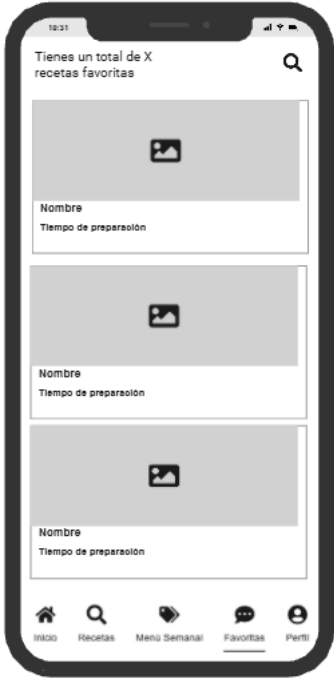 10:31
Tienes un total de X
recetas favoritas
Nombre
Tiempo de preparación
Nombre
Tiempo de preparación
Nombre
Tiempo de preparación
Inicio Recetas Menú Semanal Favoritas Perfil